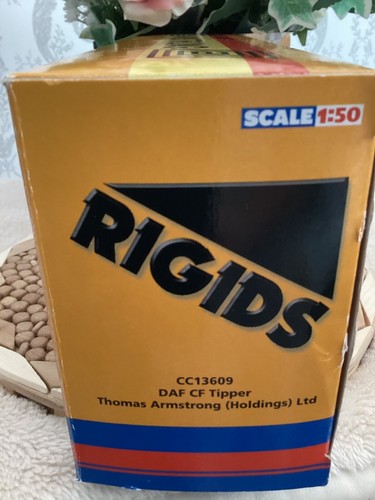 SCALE 1:50
RIGIDS
CC13609
DAF CF Tipper
Thomas Armstrong (Holdings) Ltd